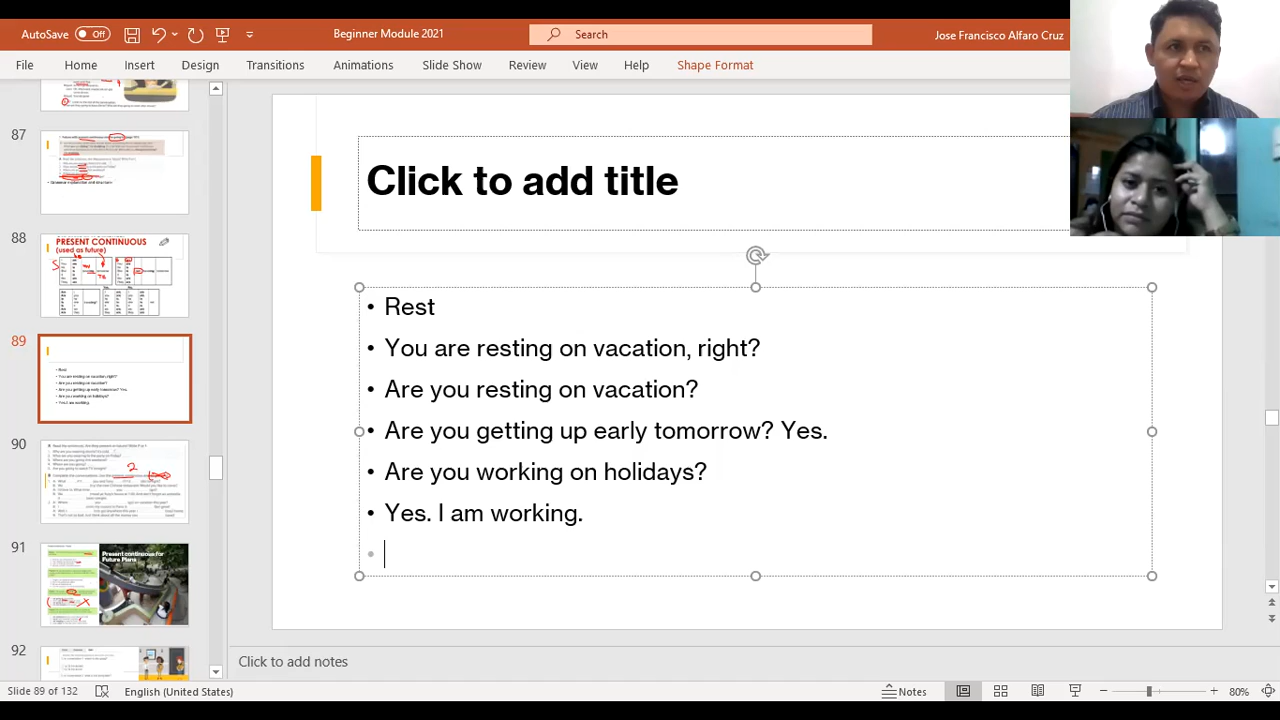 AutoSave Off
Beginner Module 2021
Search
Jose Francisco Alfaro Cruz
File Home Insert Design Transitions Animations Slide Show Review View Help Shape Format
87
88
PRESENT CONTINUOUS
(used as future)
89
90
91
Present continuous for
Future Plans
92
Click to add title
• Rest
• You are resting on vacation, right?
• Are you resting on vacation?
• Are you getting up early tomorrow? Yes.
• Are you working on holidays?
• Yes. I am working.
Click to add notes
Slide 89 of 132
English (United States)
Notes
80%